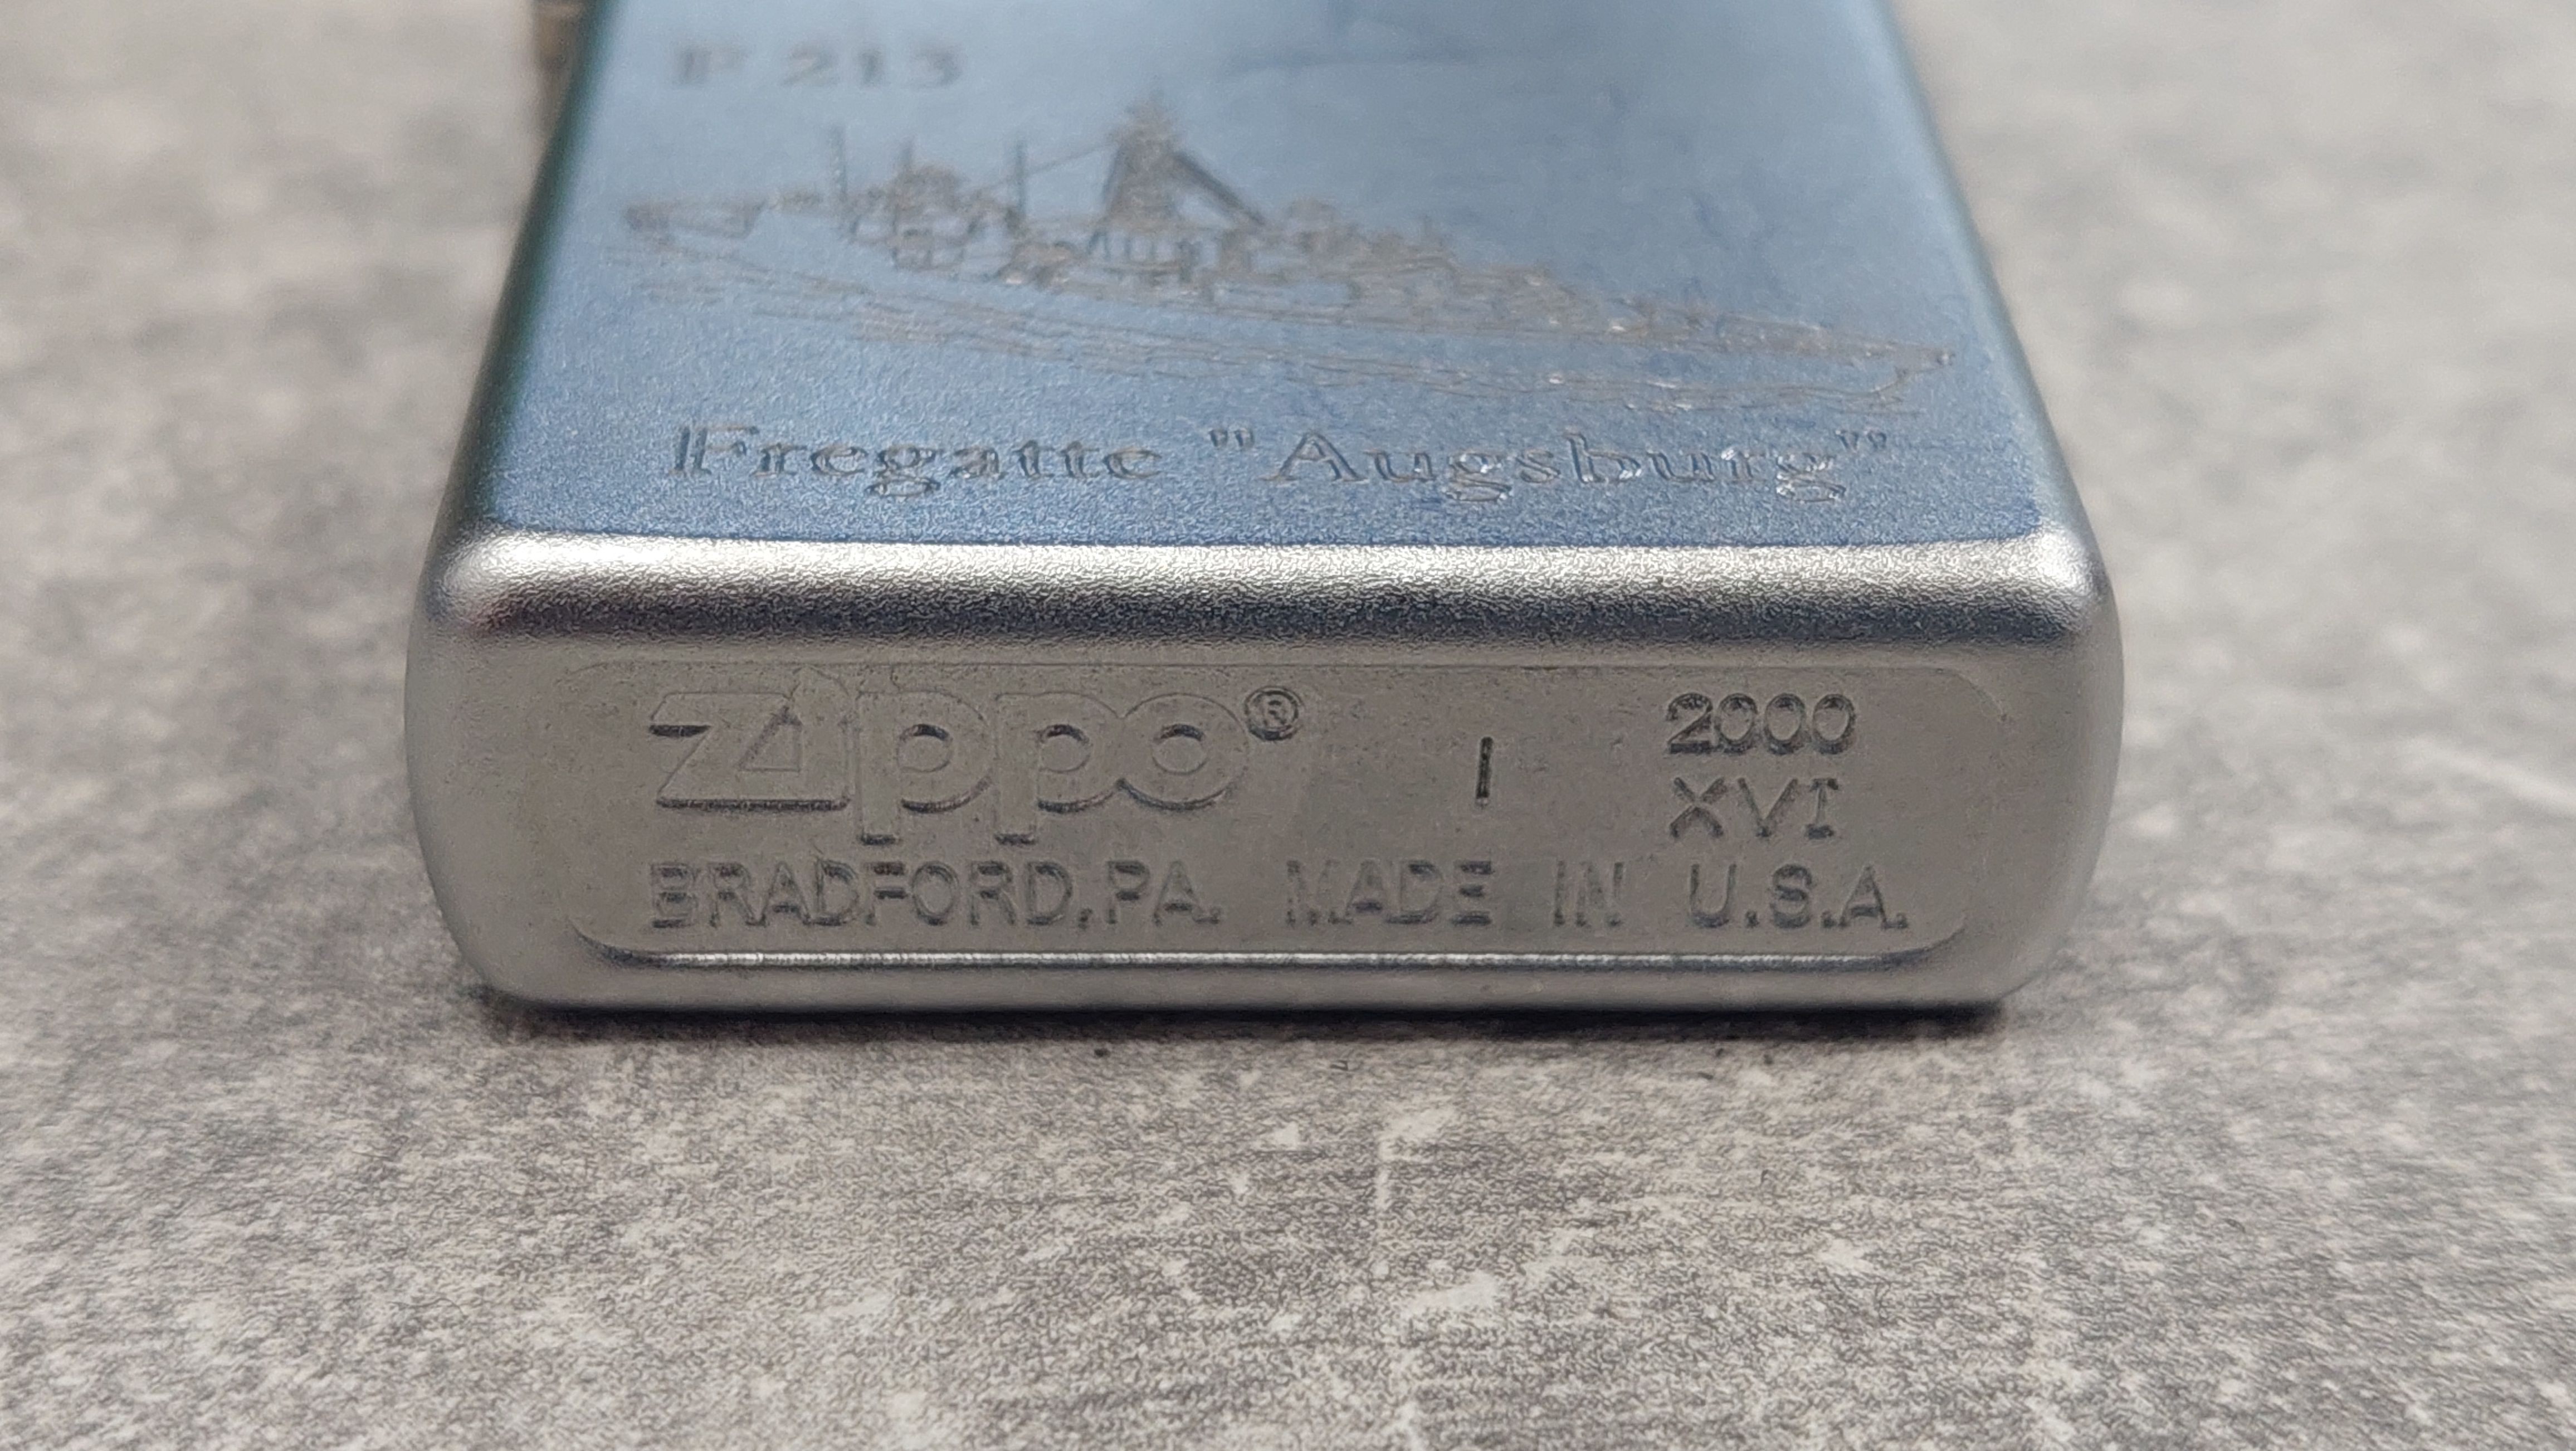 F 213
Fregatte "Augsburg"
Zippo® I 2000
XVI
BRADFORD,PA. MADE IN U.S.A.